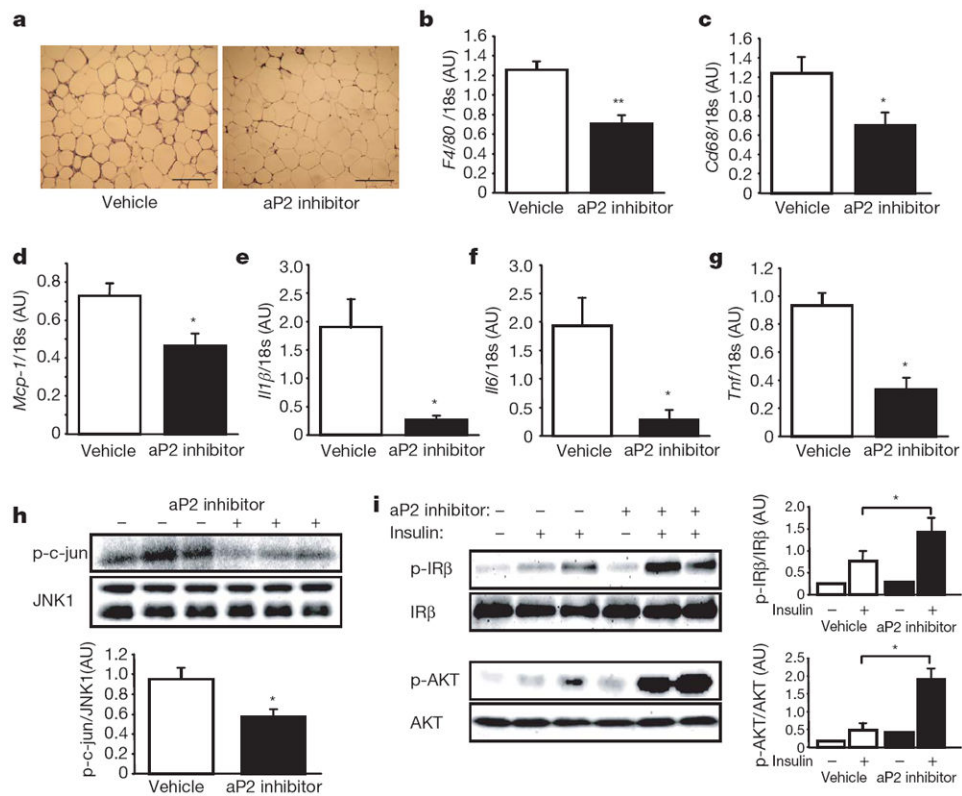 a
Vehicle
aP2 inhibitor
b
F4/80 /18s (AU)
1.6
1.4
1.2
1.0
0.8
0.6
0.4
0.2
0
**
Vehicle aP2 inhibitor
c
Cd68/18s (AU)
1.6
1.4
1.2
1.0
0.8
0.6
0.4
0.2
0
*
Vehicle aP2 inhibitor
d
Mcp-1/18s (AU)
0.8
0.6
0.4
0.2
0
*
Vehicle aP2 inhibitor
e
Il1β/18s (AU)
3.0
2.5
2.0
1.5
1.0
0.5
0
*
Vehicle aP2 inhibitor
f
Il6/18s (AU)
3.0
2.5
2.0
1.5
1.0
0.5
0
*
Vehicle aP2 inhibitor
g
Tnf/18s (AU)
1.2
1.0
0.8
0.6
0.4
0.2
0
*
Vehicle aP2 inhibitor
h
aP2 inhibitor
– – – + + +
p-c-jun
JNK1
p-c-jun/JNK1(AU)
1.2
1.0
0.8
0.6
0.4
0.2
0
*
Vehicle aP2 inhibitor
i
aP2 inhibitor: – – – + + +
Insulin: – + + – + +
p-IRβ
IRβ
p-AKT
AKT
p-IRβ/IRβ (AU)
2.0
1.5
1.0
0.5
0
*
Insulin – + – +
Vehicle aP2 inhibitor
p-AKT/AKT (AU)
2.5
2.0
1.5
1.0
0.5
0
*
Insulin – + – +
Vehicle aP2 inhibitor